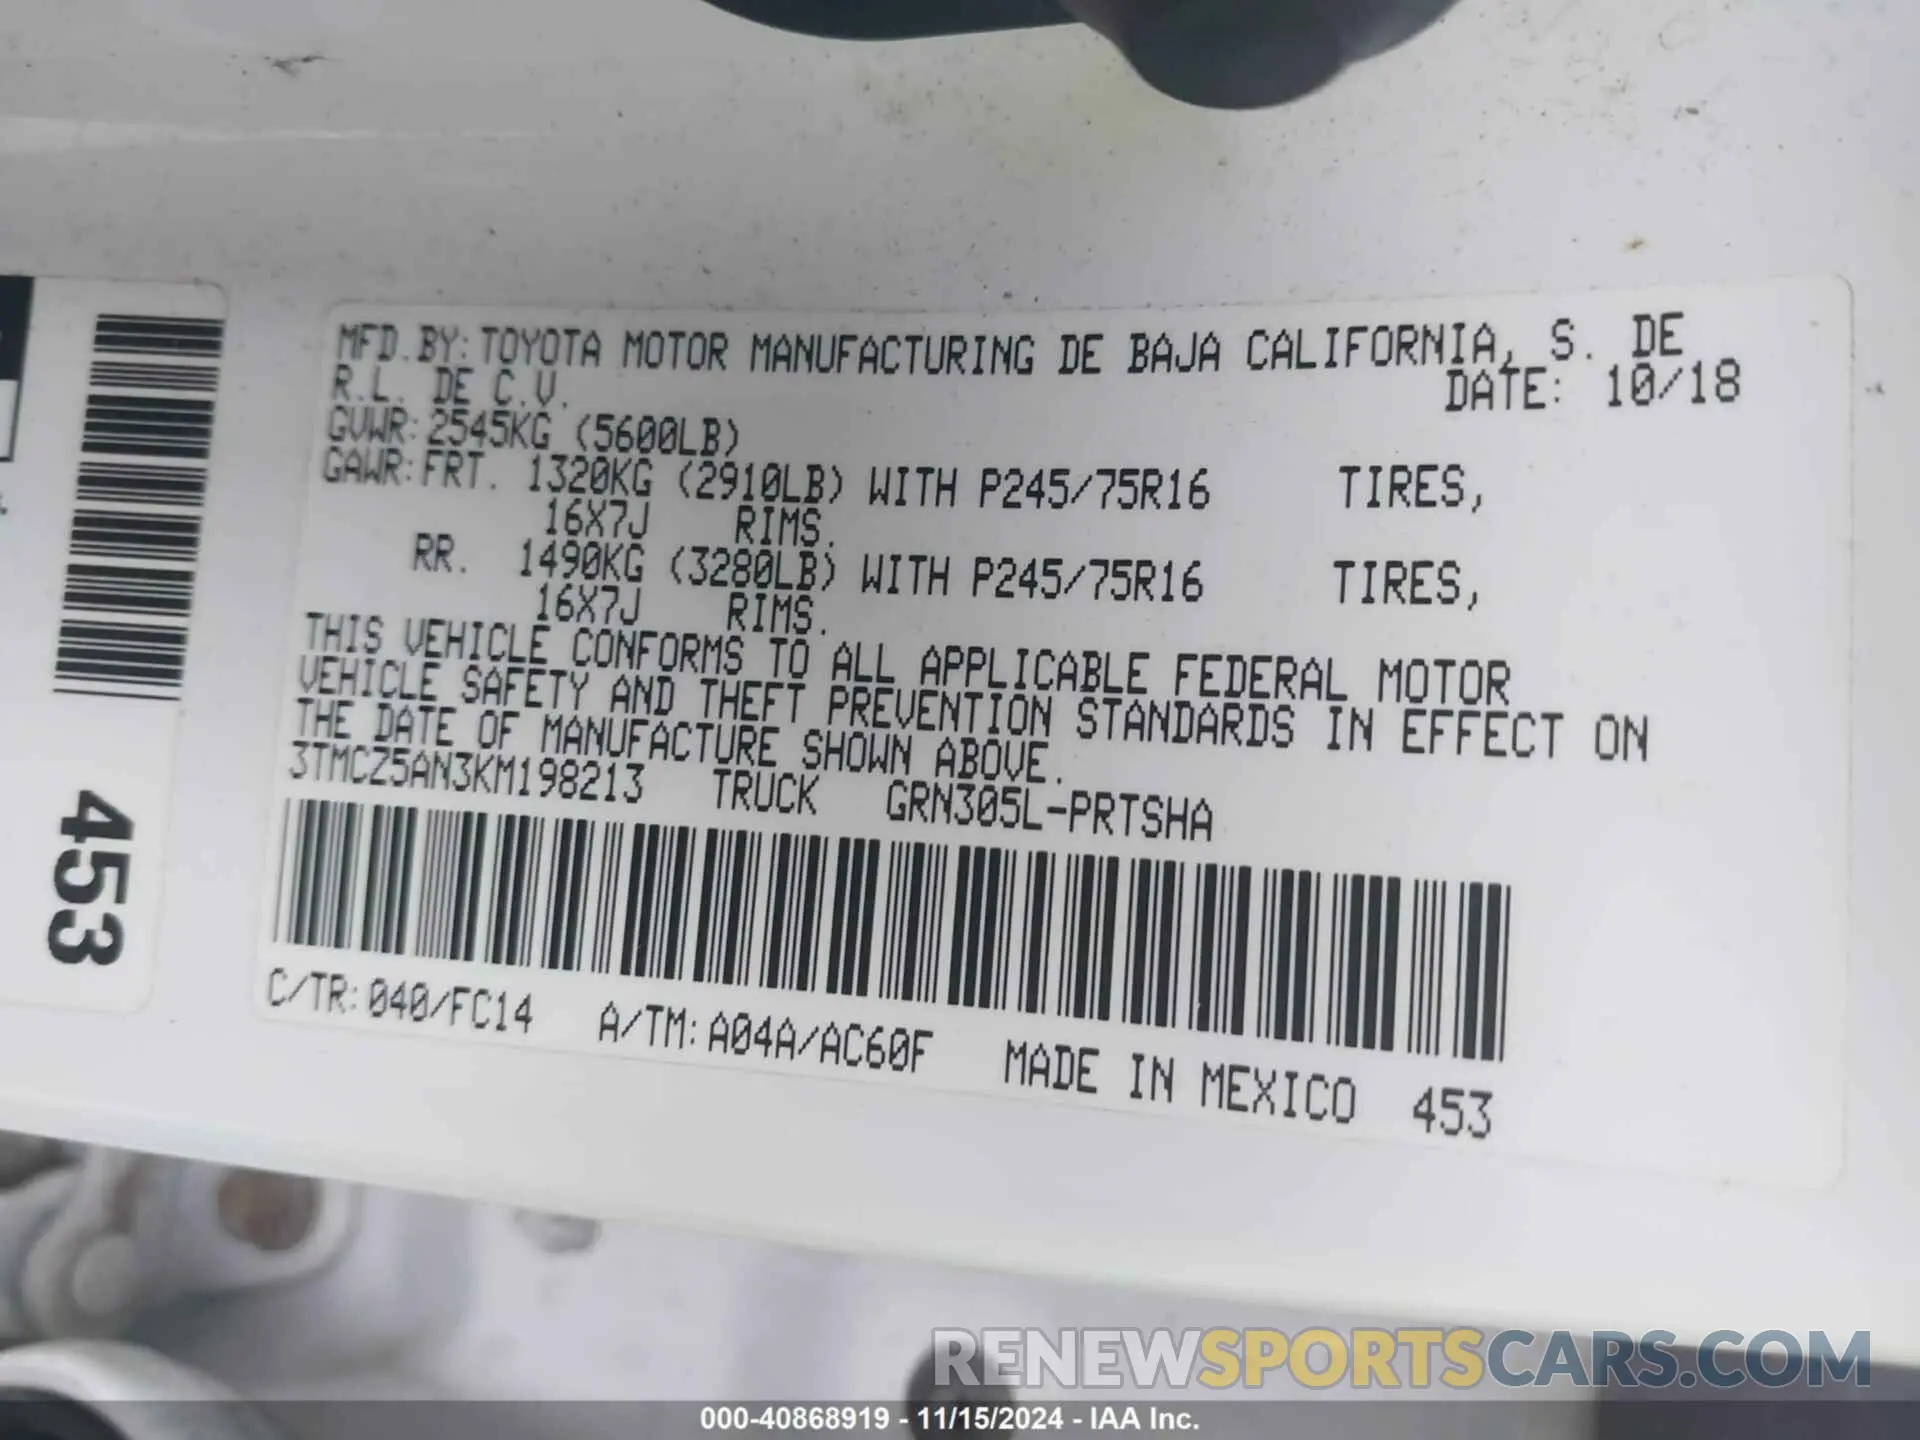 MFD.BY: TOYOTA MOTOR MANUFACTURING DE BAJA CALIFORNIA, S. DE
R.L. DE C.V. DATE: 10/18
GVWR: 2545KG (5600LB)
GAWR: FRT. 1320KG (2910LB) WITH P245/75R16 TIRES,
16X7J RIMS.
RR. 1490KG (3280LB) WITH P245/75R16 TIRES,
16X7J RIMS.
THIS VEHICLE CONFORMS TO ALL APPLICABLE FEDERAL MOTOR
VEHICLE SAFETY AND THEFT PREVENTION STANDARDS IN EFFECT ON
THE DATE OF MANUFACTURE SHOWN ABOVE.
3TMCZ5AN3KM198213 TRUCK GRN305L-PRTSHA
C/TR: 040/FC14 A/TM: A04A/AC60F MADE IN MEXICO 453
453
RENEWSPORTSCARS.COM
000-40868919 - 11/15/2024 - IAA Inc.